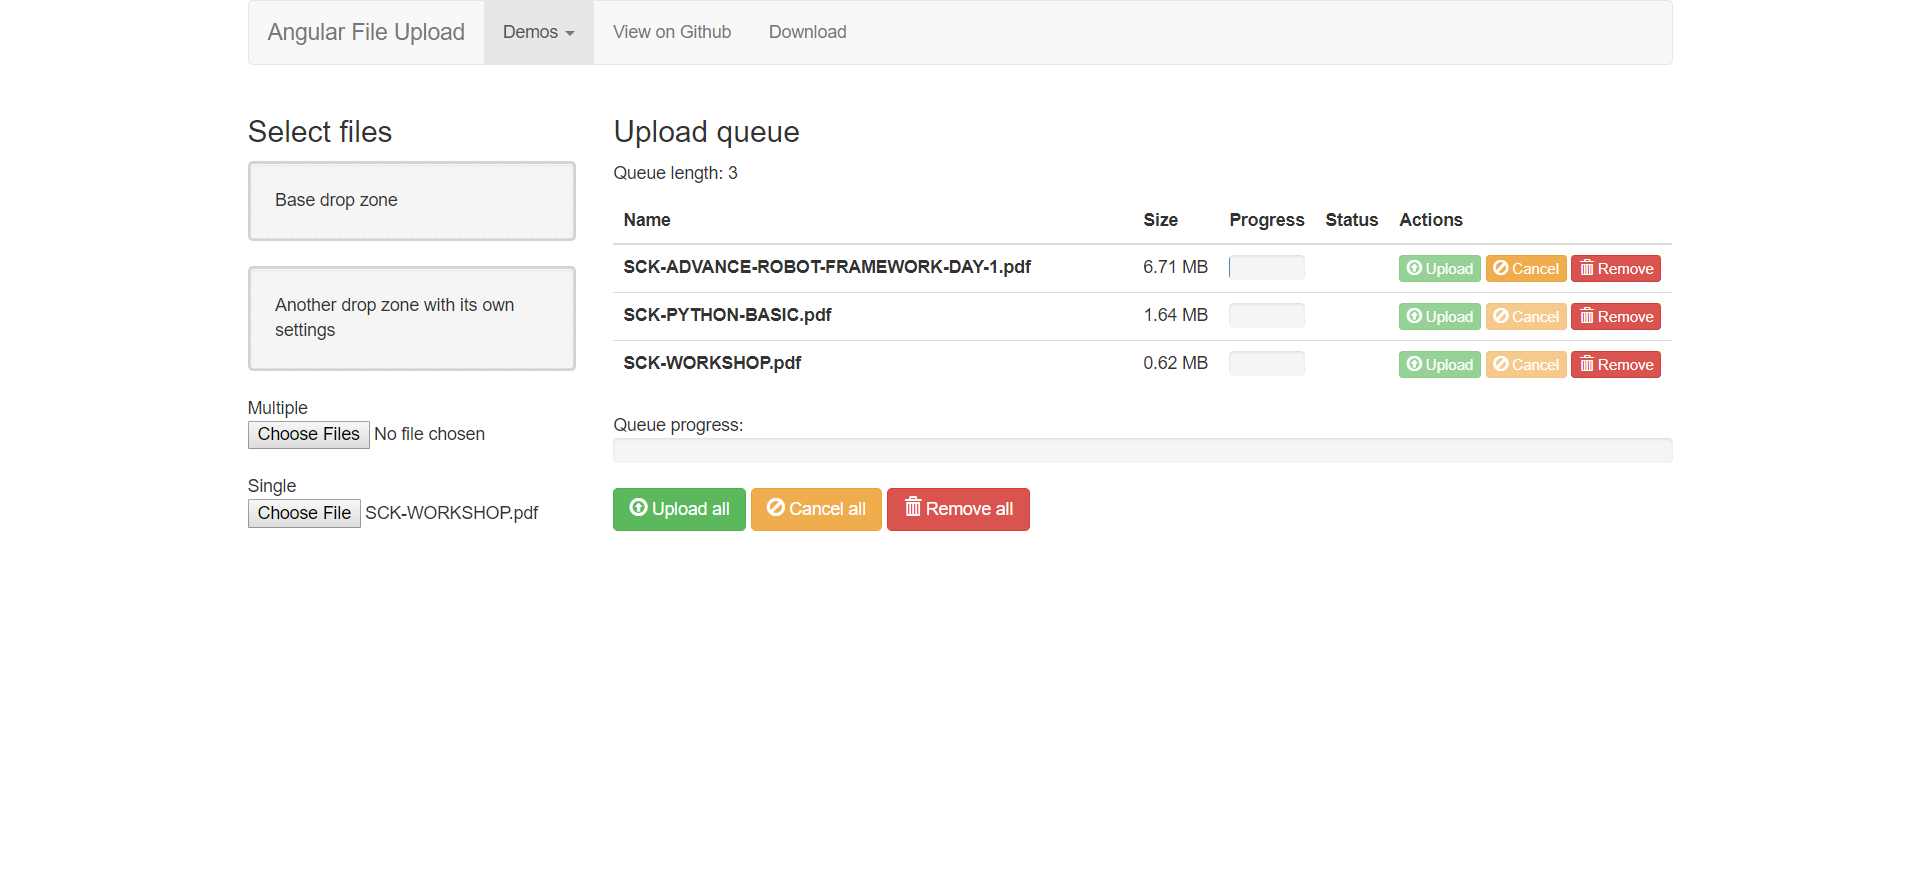 Angular File Upload Demos View on Github Download
Select files
Base drop zone
Another drop zone with its own
settings
Multiple
Choose Files No file chosen
Single
Choose File SCK-WORKSHOP.pdf
Upload queue
Queue length: 3
Name Size Progress Status Actions
SCK-ADVANCE-ROBOT-FRAMEWORK-DAY-1.pdf 6.71 MB Upload Cancel Remove
SCK-PYTHON-BASIC.pdf 1.64 MB Upload Cancel Remove
SCK-WORKSHOP.pdf 0.62 MB Upload Cancel Remove
Queue progress:
Upload all Cancel all Remove all